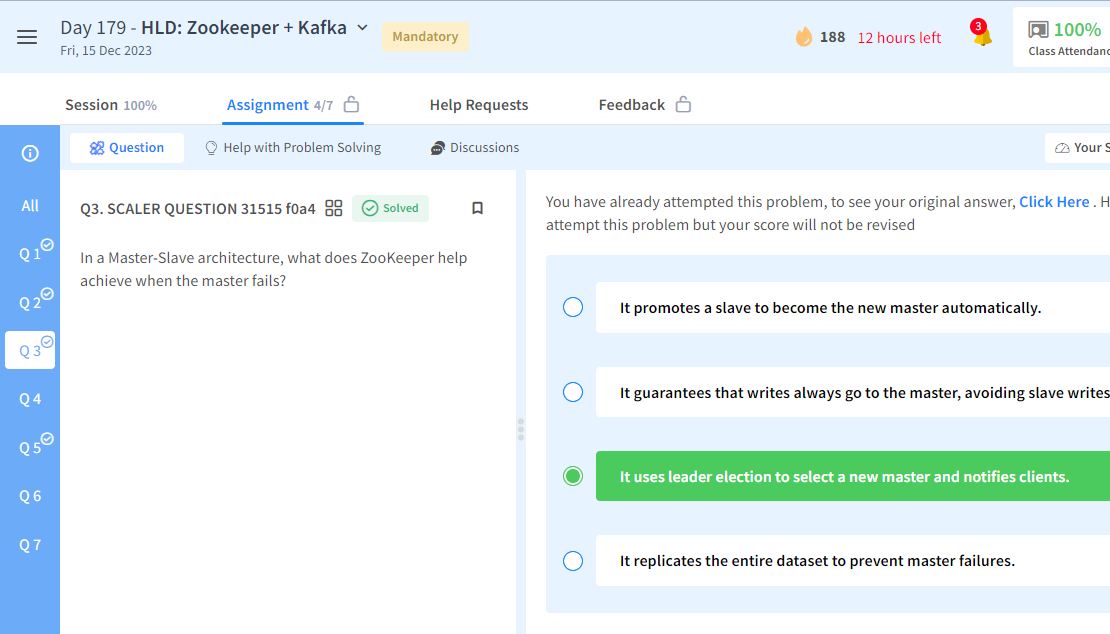 Day 179 - HLD: Zookeeper + Kafka
Fri, 15 Dec 2023
Mandatory
188
12 hours left
3
100%
Class Attendanc
Session 100%
Assignment 4/7
Help Requests
Feedback
Question
Help with Problem Solving
Discussions
Your S
All
Q 1
Q 2
Q 3
Q 4
Q 5
Q 6
Q 7
Q3. SCALER QUESTION 31515 f0a4
Solved
In a Master-Slave architecture, what does ZooKeeper help
achieve when the master fails?
You have already attempted this problem, to see your original answer, Click Here . H
attempt this problem but your score will not be revised
It promotes a slave to become the new master automatically.
It guarantees that writes always go to the master, avoiding slave writes
It uses leader election to select a new master and notifies clients.
It replicates the entire dataset to prevent master failures.